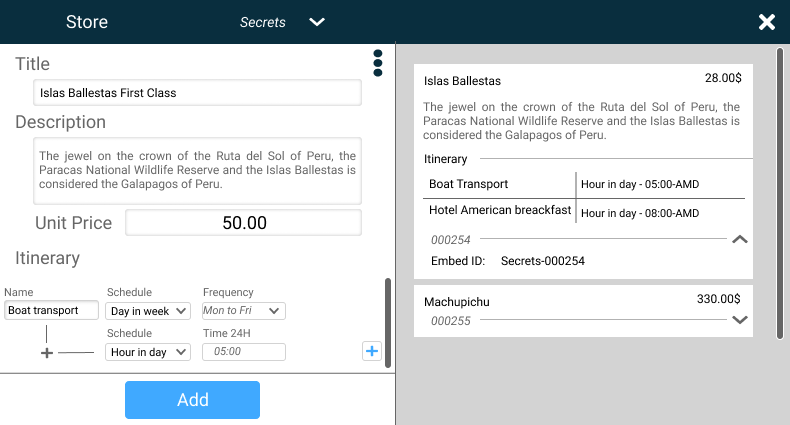 Store
Secrets
Title
Islas Ballestas First Class
Description
The jewel on the crown of the Ruta del Sol of Peru, the
Paracas National Wildlife Reserve and the Islas Ballestas is
considered the Galapagos of Peru.
Unit Price
50.00
Itinerary
Name
Schedule
Frequency
Boat transport
Day in week
Mon to Fri
Schedule
Time 24H
Hour in day
05:00
Add
Islas Ballestas
28.00$
The jewel on the crown of the Ruta del Sol of Peru, the
Paracas National Wildlife Reserve and the Islas Ballestas is
considered the Galapagos of Peru.
Itinerary
Boat Transport
Hour in day - 05:00-AMD
Hotel American breackfast
Hour in day - 08:00-AMD
000254
Embed ID: Secrets-000254
Machupichu
330.00$
000255